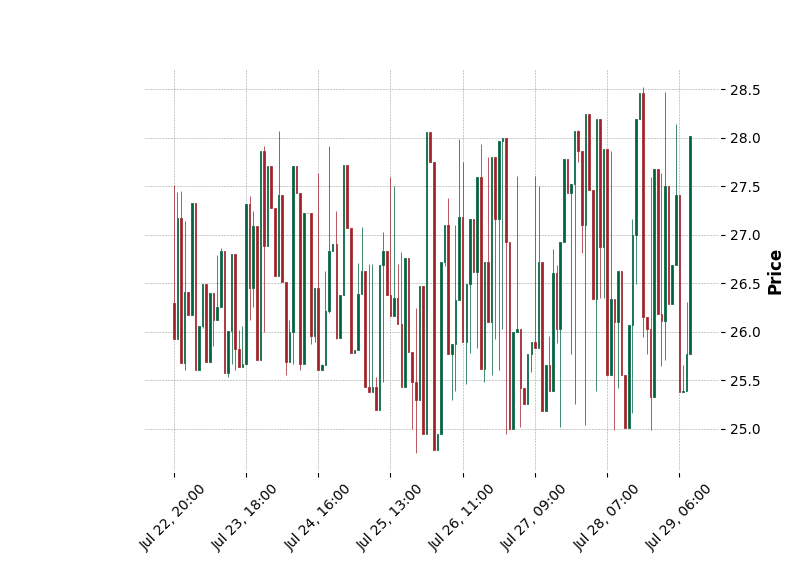 28.5
28.0
27.5
27.0
26.5
26.0
25.5
25.0
Price
Jul 22, 20:00
Jul 23, 18:00
Jul 24, 16:00
Jul 25, 13:00
Jul 26, 11:00
Jul 27, 09:00
Jul 28, 07:00
Jul 29, 06:00